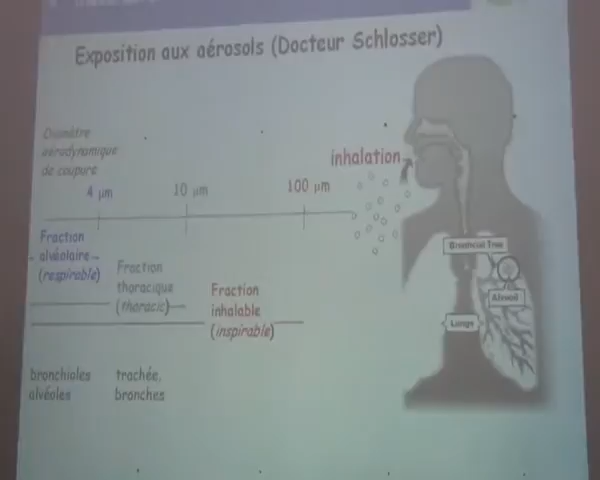 Exposition aux aérosols (Docteur Schlosser)
Diamètre
aérodynamique
de coupure
inhalation
4 µm
10 µm
100 µm
Fraction
alvéolaire
(respirable)
Fraction
thoracique
(thoracic)
Fraction
inhalable
(inspirable)
Bronchial Tree
Alveoli
Lungs
bronchioles
alvéoles
trachée,
bronches